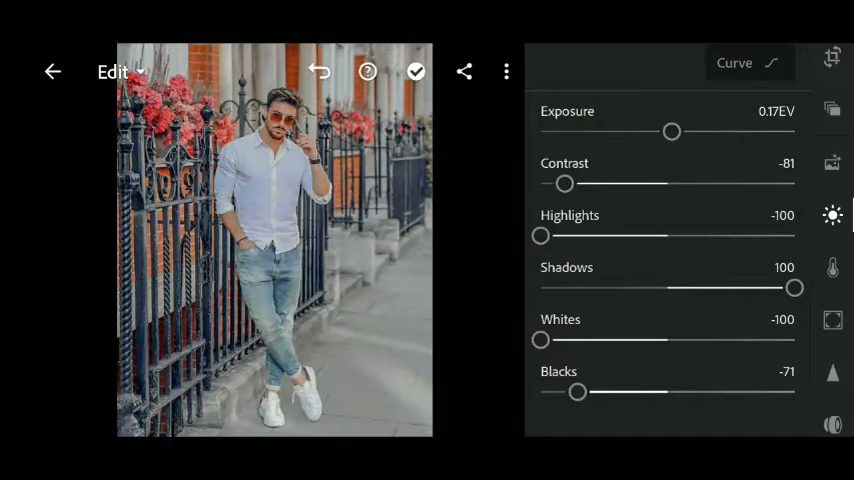 Edit
Curve
Exposure 0.17EV
Contrast -81
Highlights -100
Shadows 100
Whites -100
Blacks -71